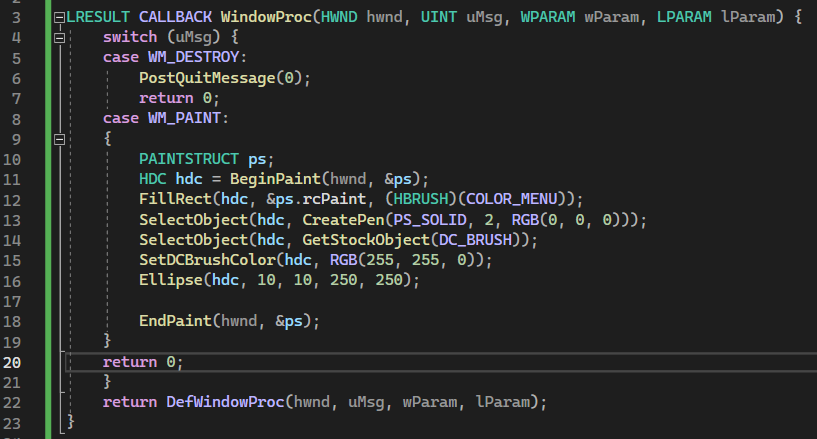 3 LRESULT CALLBACK WindowProc(HWND hwnd, UINT uMsg, WPARAM wParam, LPARAM lParam) {
4     switch (uMsg) {
5     case WM_DESTROY:
6         PostQuitMessage(0);
7         return 0;
8     case WM_PAINT:
9     {
10         PAINTSTRUCT ps;
11         HDC hdc = BeginPaint(hwnd, &ps);
12         FillRect(hdc, &ps.rcPaint, (HBRUSH)(COLOR_MENU));
13         SelectObject(hdc, CreatePen(PS_SOLID, 2, RGB(0, 0, 0)));
14         SelectObject(hdc, GetStockObject(DC_BRUSH));
15         SetDCBrushColor(hdc, RGB(255, 255, 0));
16         Ellipse(hdc, 10, 10, 250, 250);
17
18         EndPaint(hwnd, &ps);
19     }
20     return 0;
21     }
22     return DefWindowProc(hwnd, uMsg, wParam, lParam);
23 }